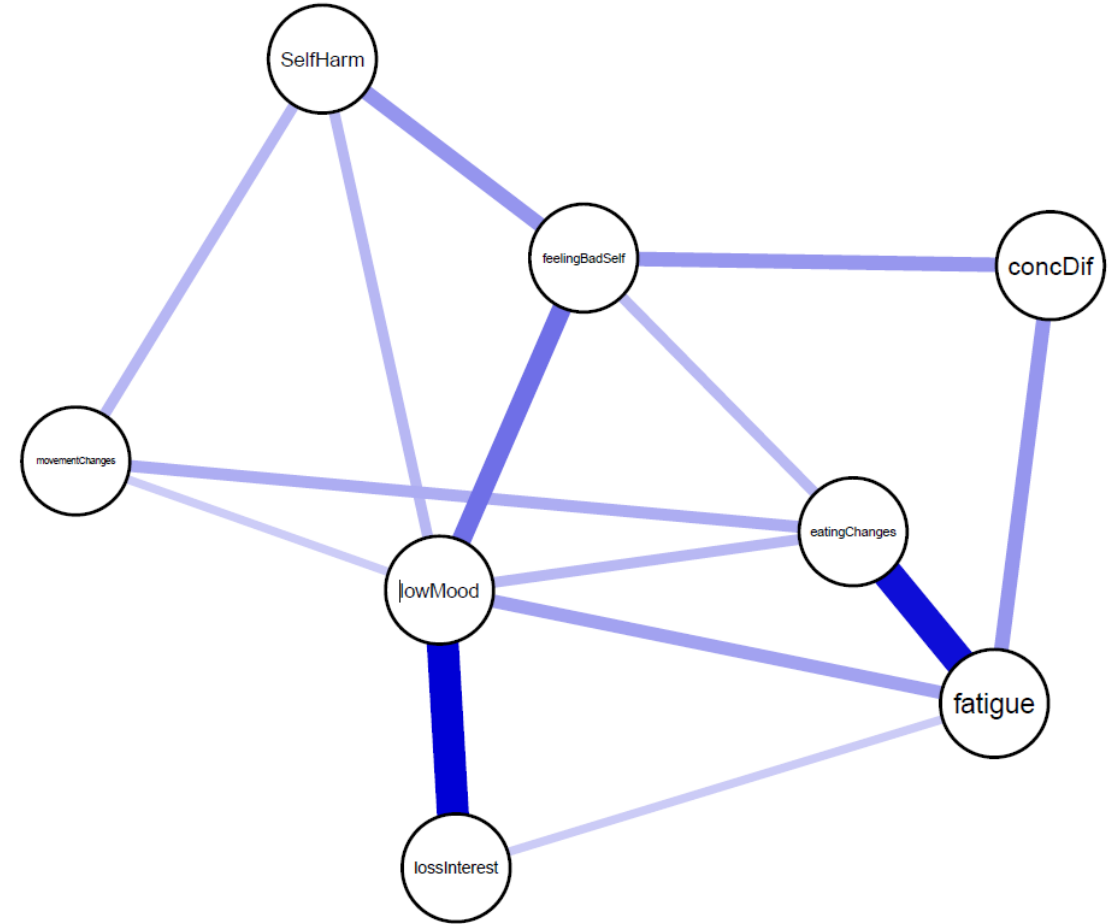 SelfHarm
feelingBadSelf
concDif
movementChanges
eatingChanges
lowMood
fatigue
lossInterest